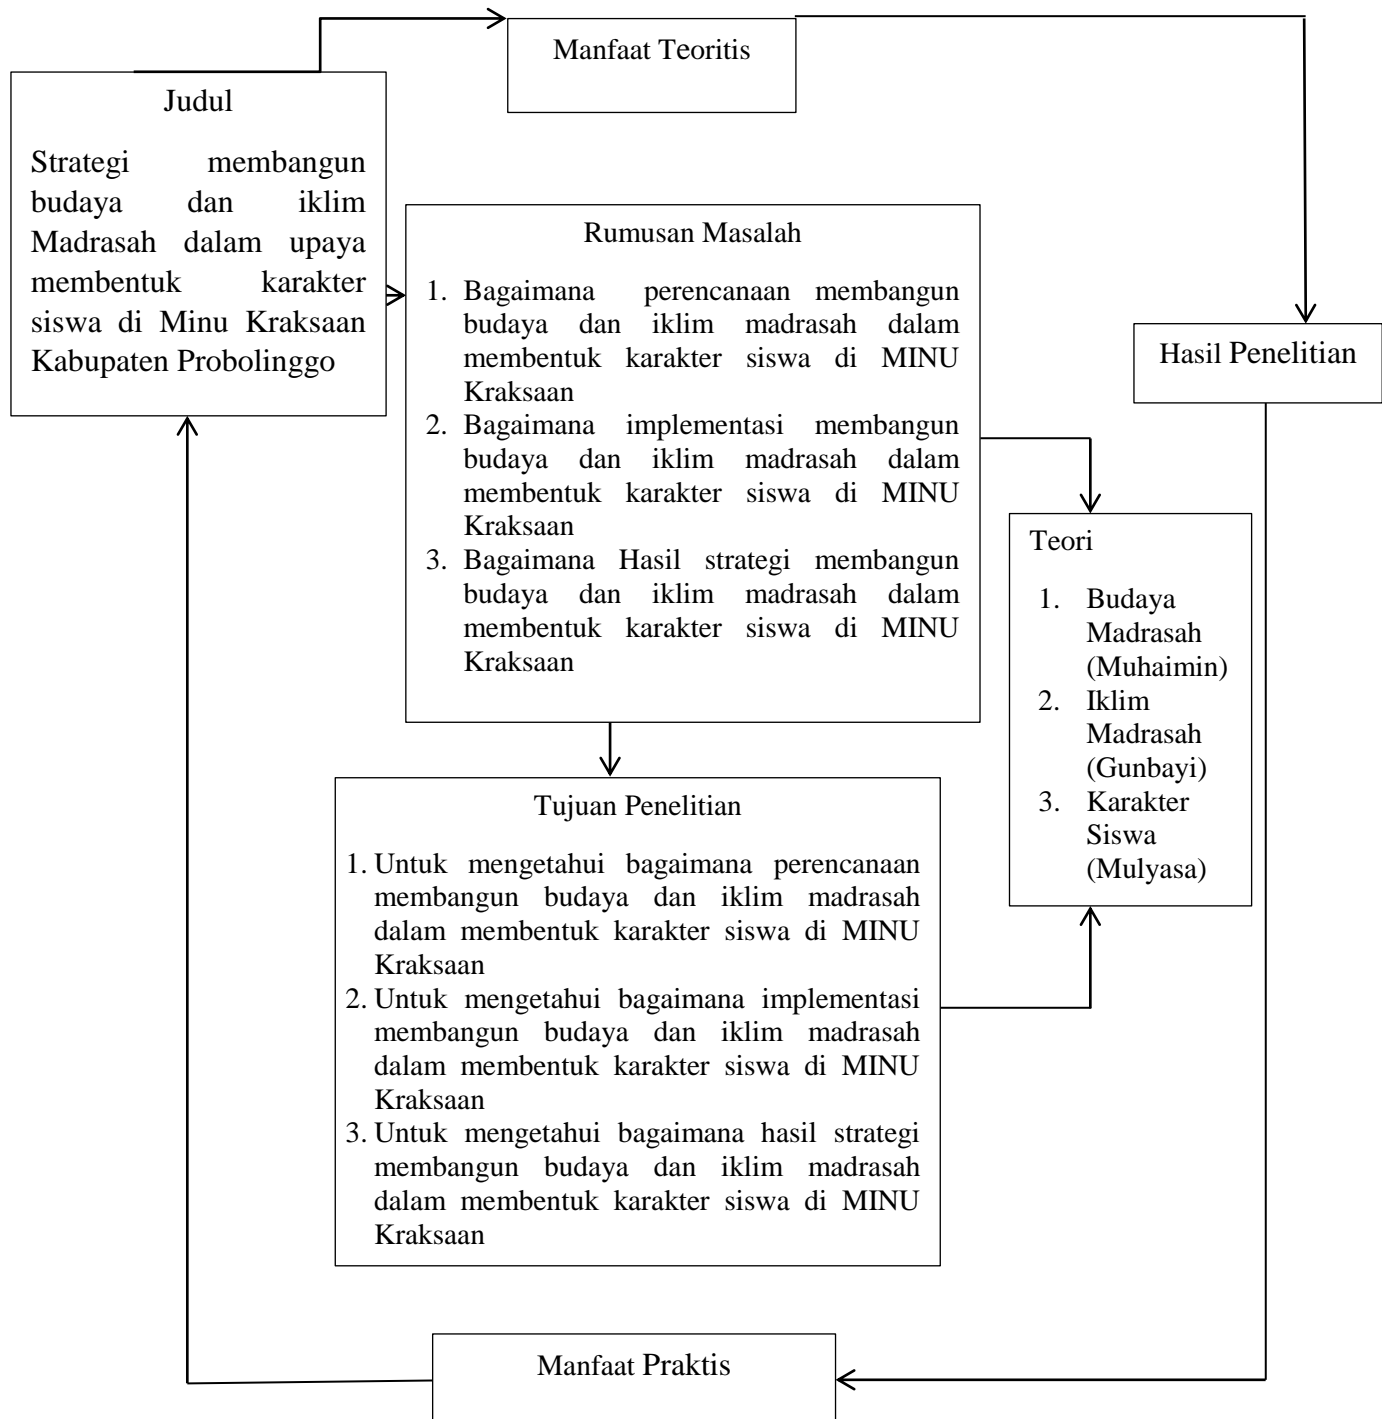 Manfaat Teoritis
Judul
Strategi membangun
budaya dan iklim
Madrasah dalam upaya
membentuk karakter
siswa di Minu Kraksaan
Kabupaten Probolinggo
Rumusan Masalah
1. Bagaimana perencanaan membangun
budaya dan iklim madrasah dalam
membentuk karakter siswa di MINU
Kraksaan
2. Bagaimana implementasi membangun
budaya dan iklim madrasah dalam
membentuk karakter siswa di MINU
Kraksaan
3. Bagaimana Hasil strategi membangun
budaya dan iklim madrasah dalam
membentuk karakter siswa di MINU
Kraksaan
Hasil Penelitian
Teori
1. Budaya
Madrasah
(Muhaimin)
2. Iklim
Madrasah
(Gunbayi)
3. Karakter
Siswa
(Mulyasa)
Tujuan Penelitian
1. Untuk mengetahui bagaimana perencanaan
membangun budaya dan iklim madrasah
dalam membentuk karakter siswa di MINU
Kraksaan
2. Untuk mengetahui bagaimana implementasi
membangun budaya dan iklim madrasah
dalam membentuk karakter siswa di MINU
Kraksaan
3. Untuk mengetahui bagaimana hasil strategi
membangun budaya dan iklim madrasah
dalam membentuk karakter siswa di MINU
Kraksaan
Manfaat Praktis